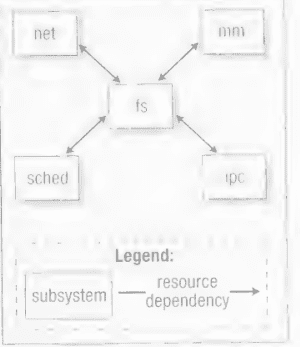 net
mm
fs
sched
ipc
Legend:
subsystem
resource
dependency